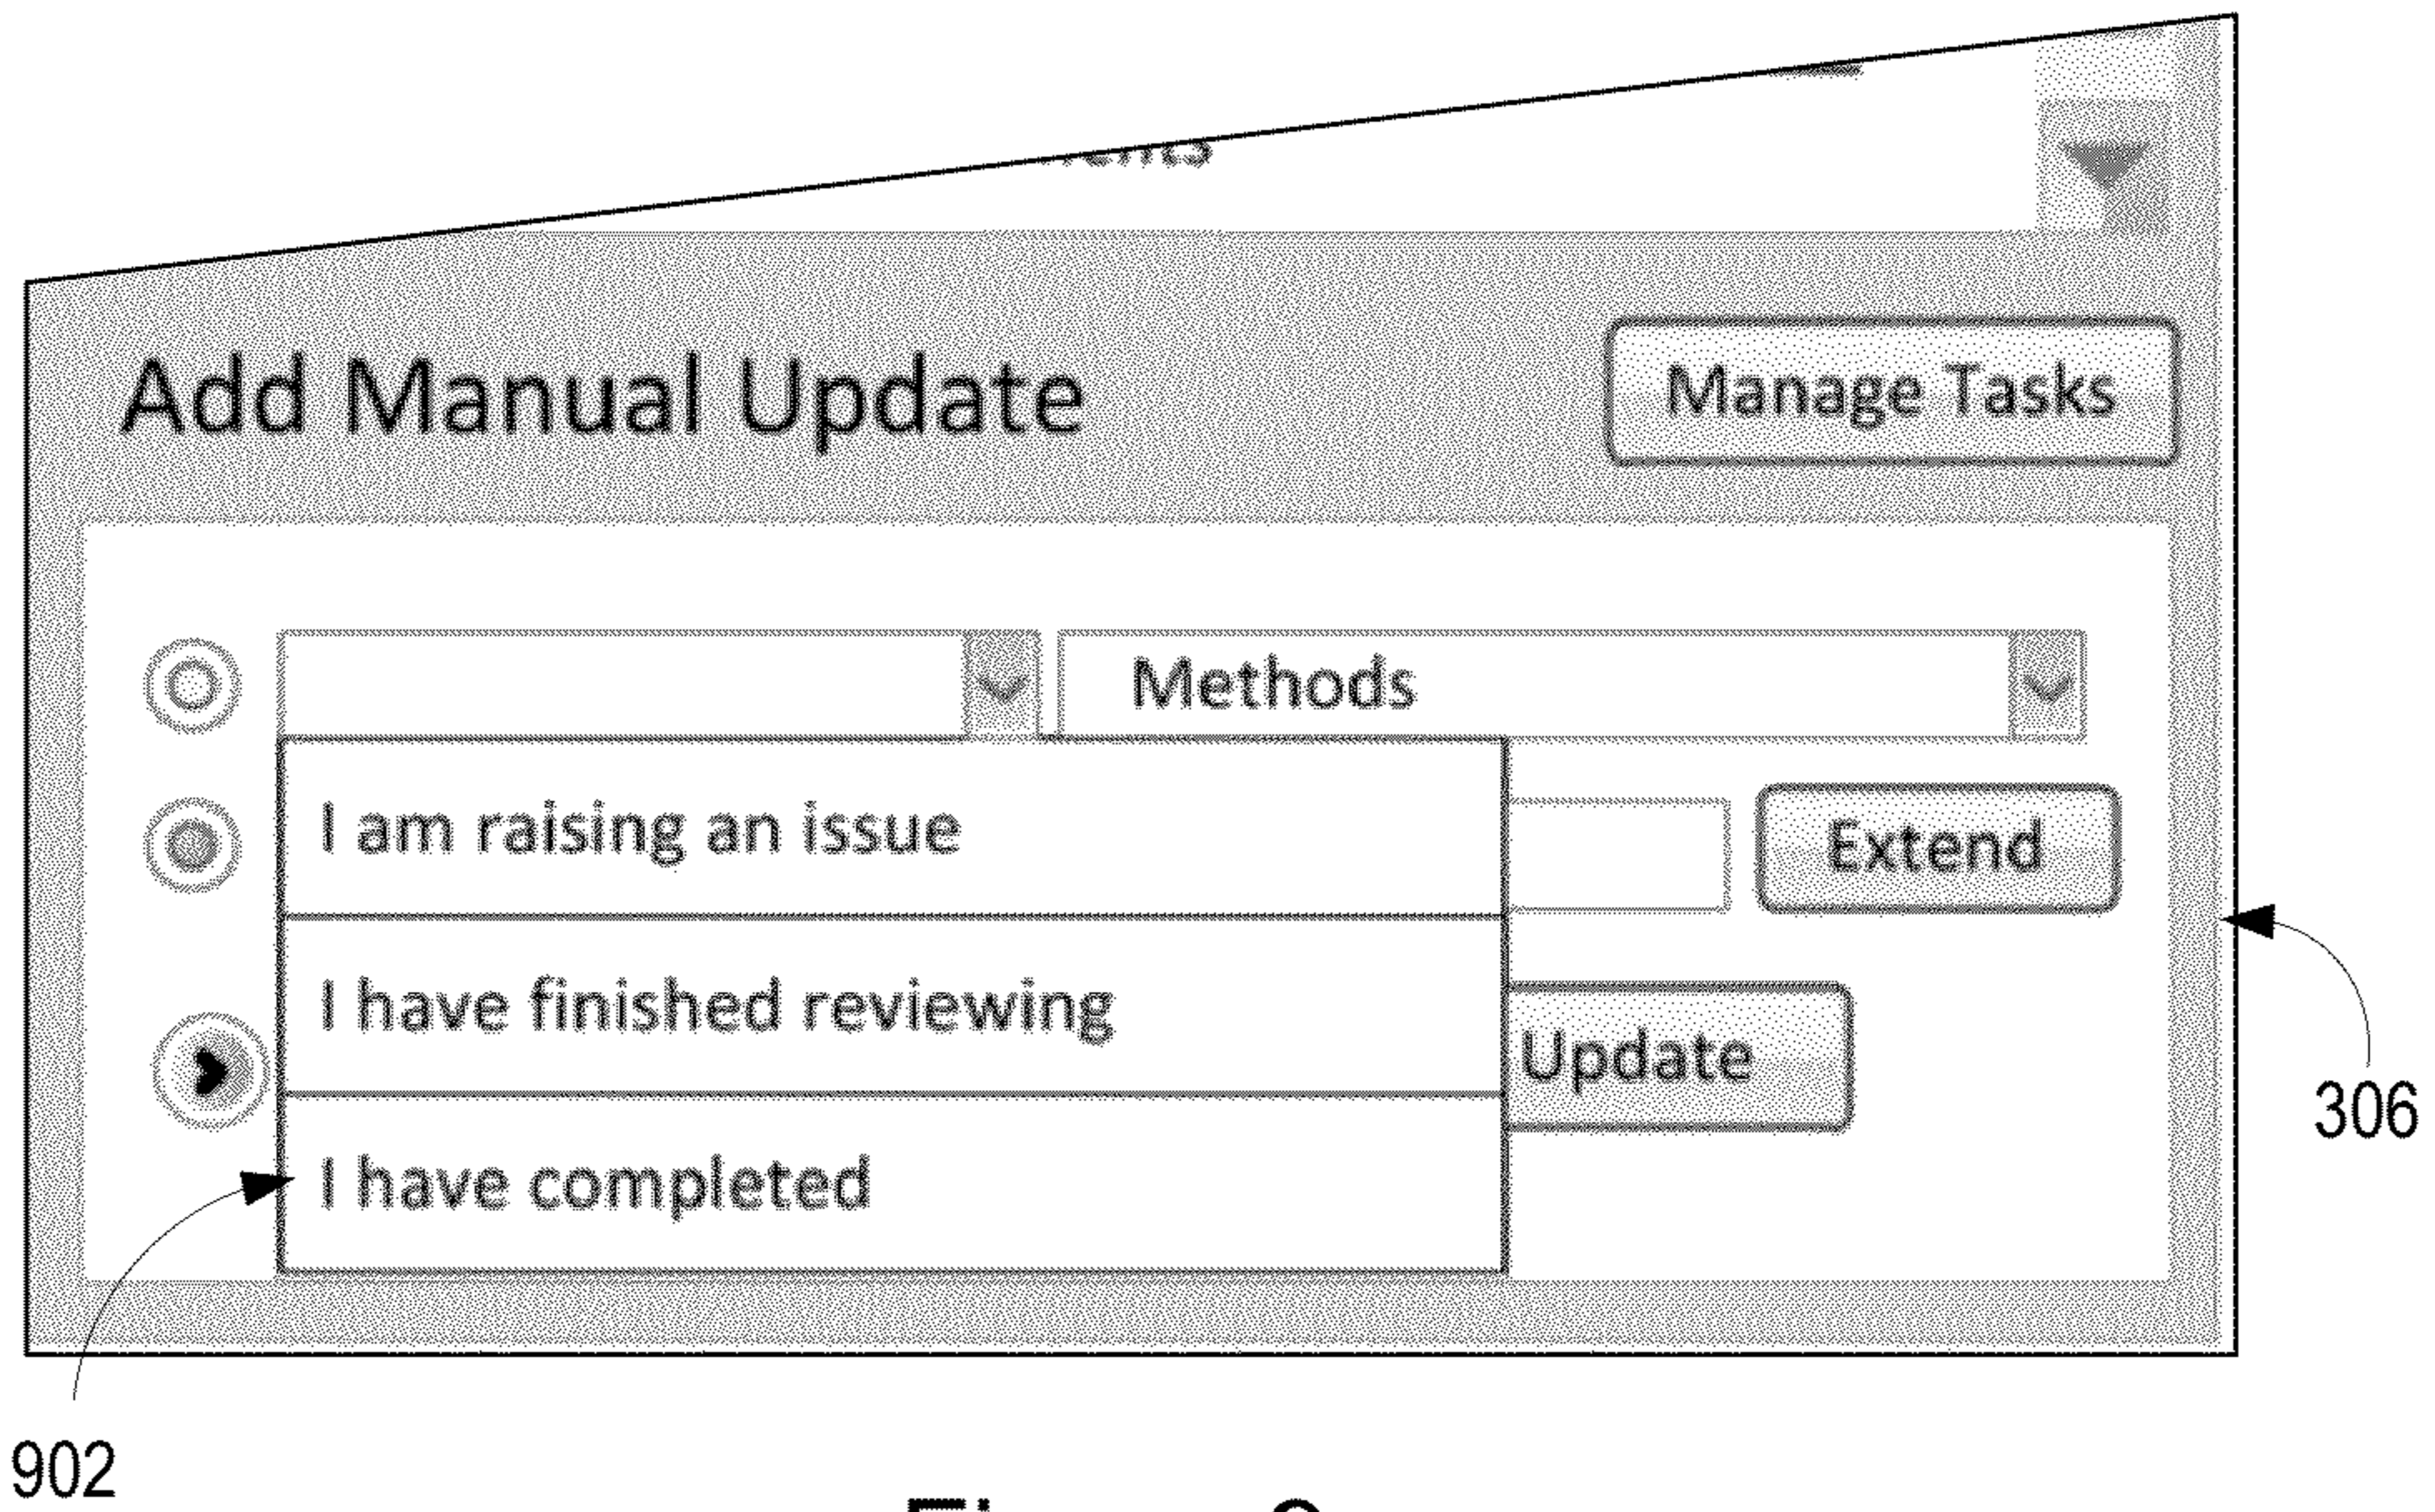 Add Manual Update
Manage Tasks
Methods
I am raising an issue
Extend
I have finished reviewing
Update
306
I have completed
902